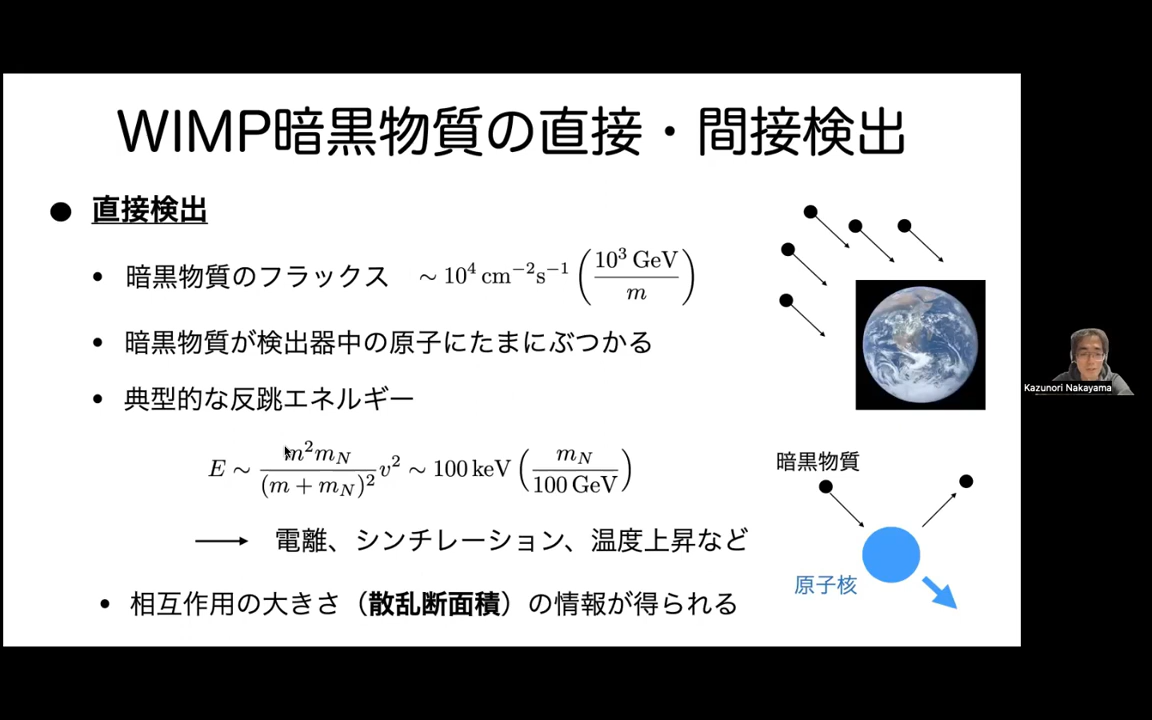 WIMP暗黒物質の直接・間接検出
● 直接検出
• 暗黒物質のフラックス ∼ 10⁴ cm⁻²s⁻¹ (10³ GeV / m)
• 暗黒物質が検出器中の原子にたまにぶつかる
• 典型的な反跳エネルギー
E ∼ m²m_N / (m + m_N)² v² ∼ 100 keV (m_N / 100 GeV)
→ 電離、シンチレーション、温度上昇など
• 相互作用の大きさ（散乱断面積）の情報が得られる
暗黒物質
原子核
Kazunori Nakayama